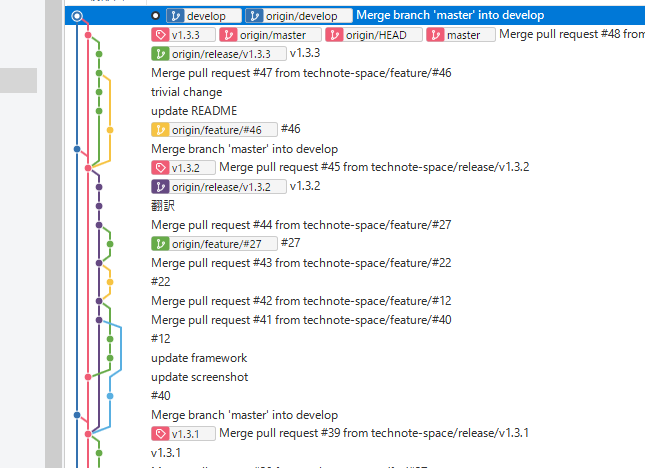 develop origin/develop Merge branch 'master' into develop
v1.3.3 origin/master origin/HEAD master Merge pull request #48 from
origin/release/v1.3.3 v1.3.3
Merge pull request #47 from technote-space/feature/#46
trivial change
update README
origin/feature/#46 #46
Merge branch 'master' into develop
v1.3.2 Merge pull request #45 from technote-space/release/v1.3.2
origin/release/v1.3.2 v1.3.2
翻訳
Merge pull request #44 from technote-space/feature/#27
origin/feature/#27 #27
Merge pull request #43 from technote-space/feature/#22
#22
Merge pull request #42 from technote-space/feature/#12
Merge pull request #41 from technote-space/feature/#40
#12
update framework
update screenshot
#40
Merge branch 'master' into develop
v1.3.1 Merge pull request #39 from technote-space/release/v1.3.1
v1.3.1